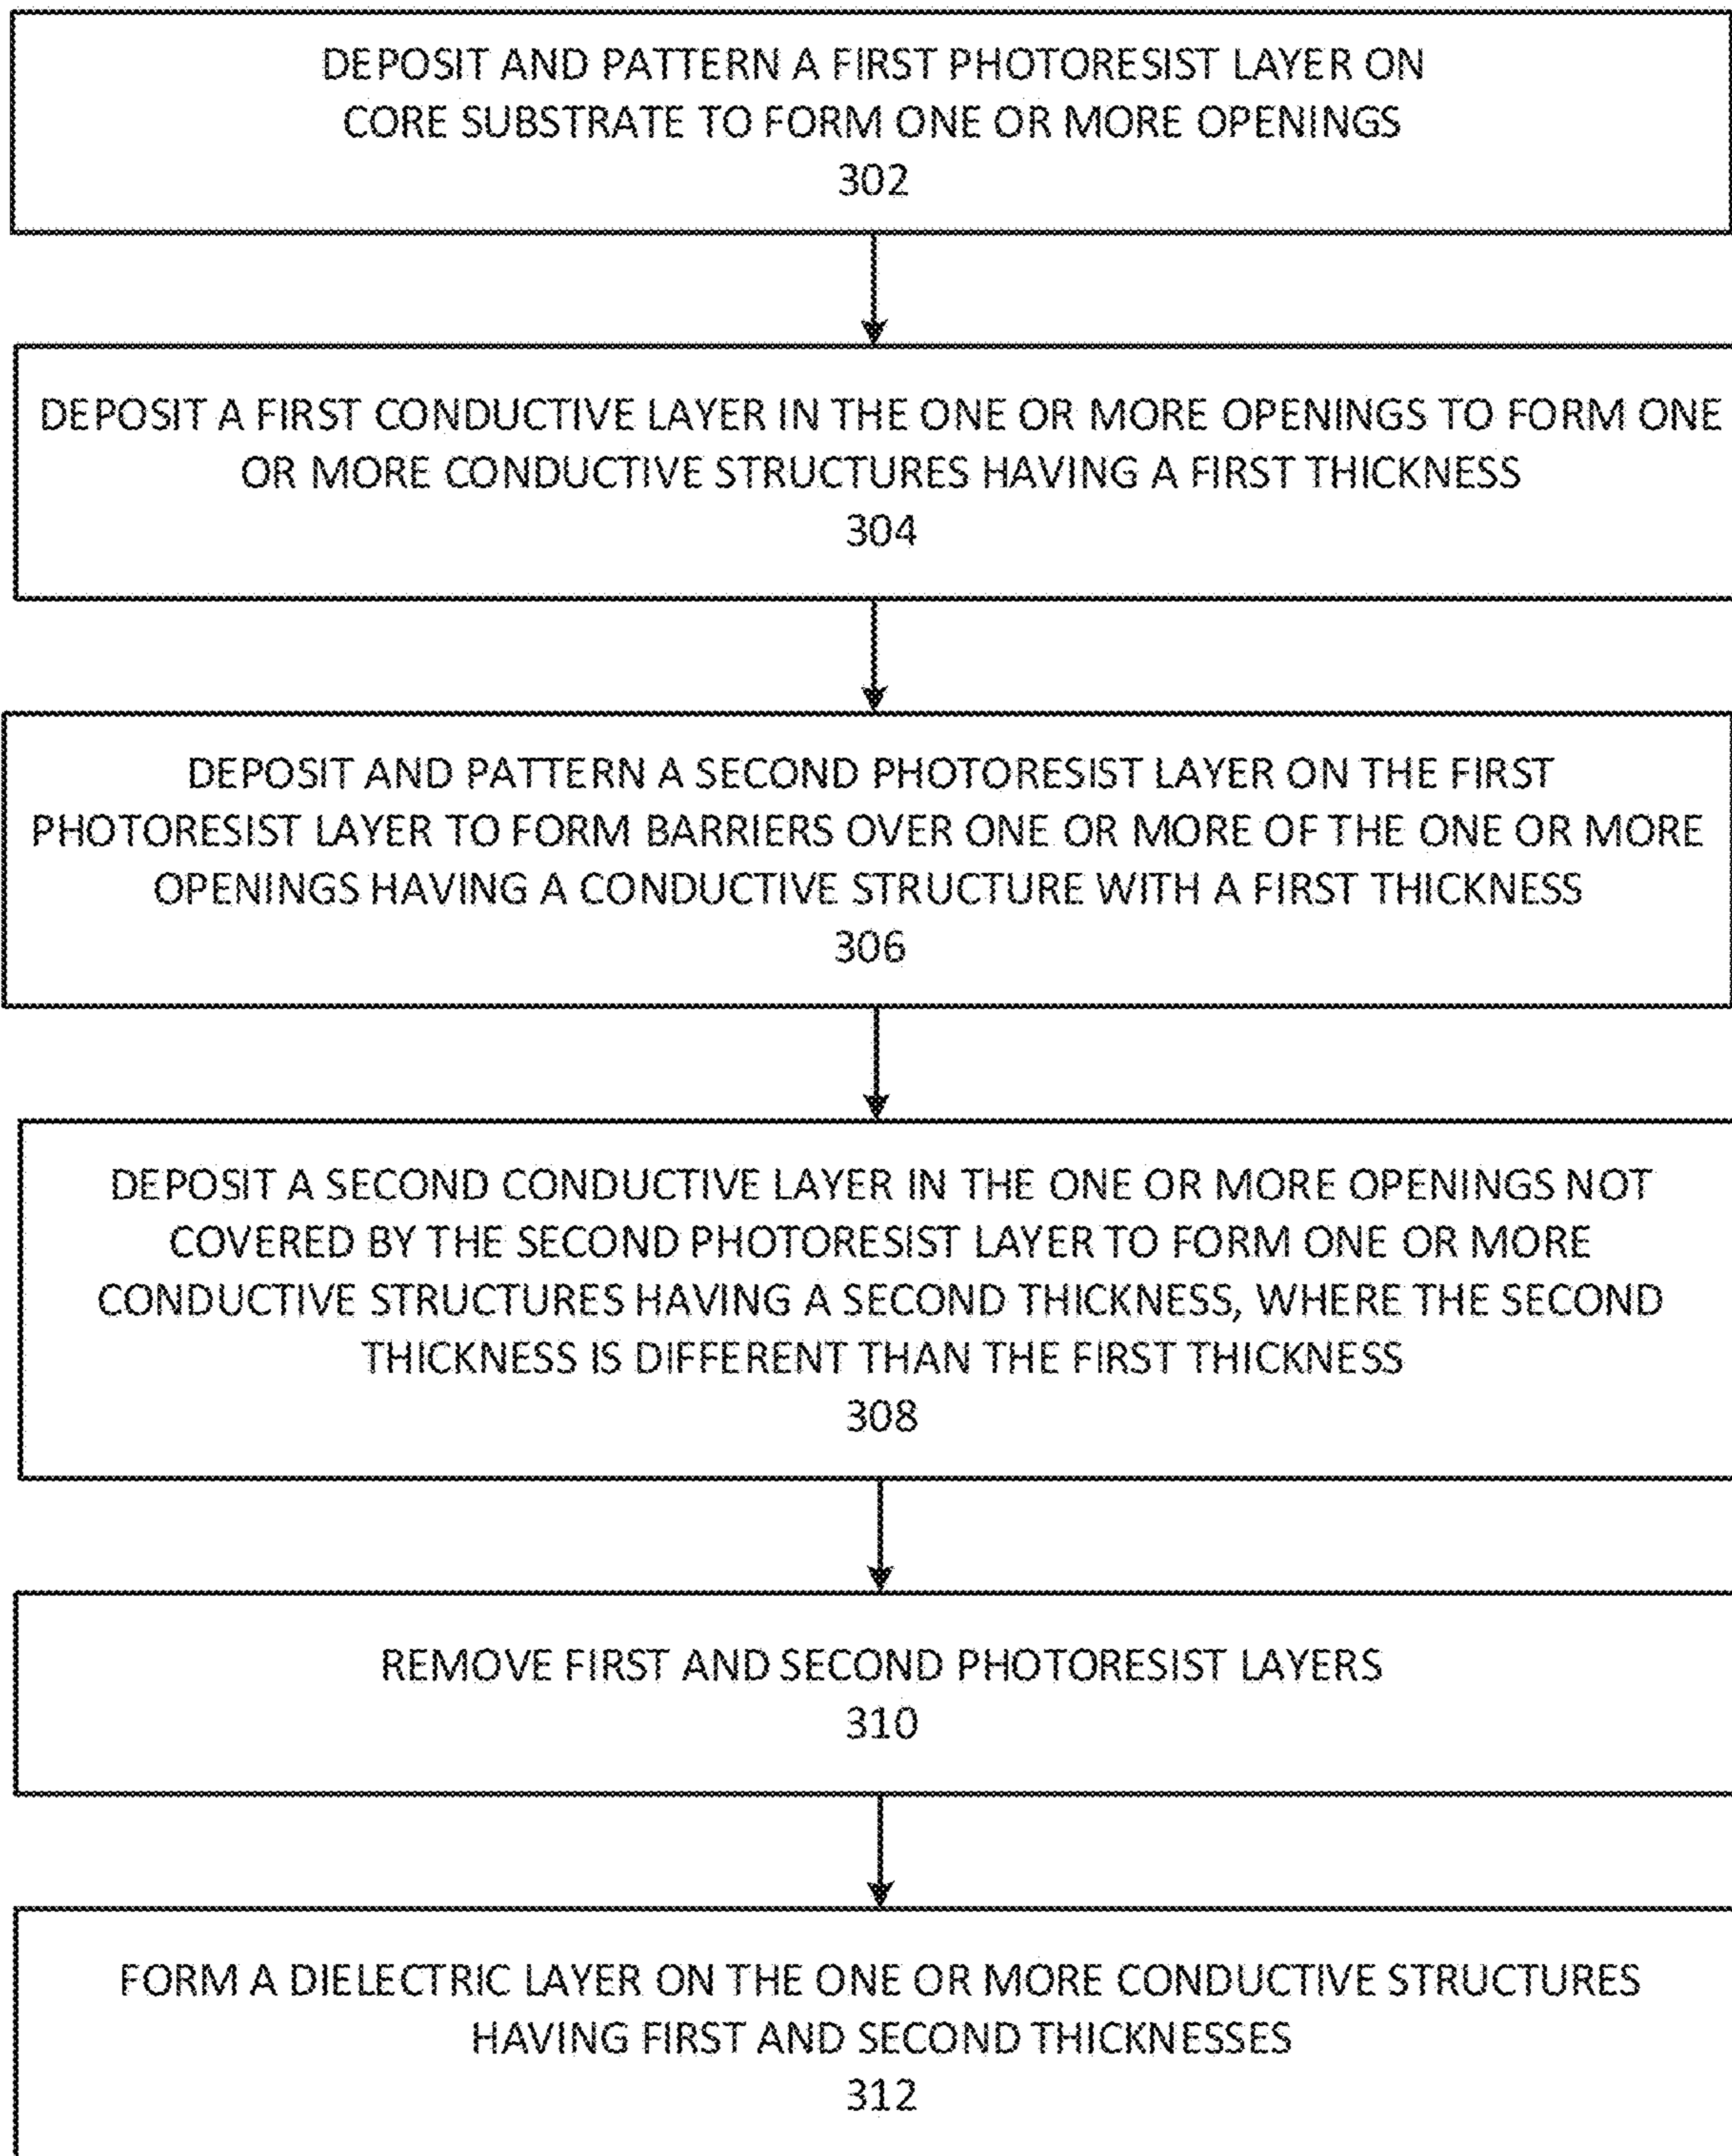 DEPOSIT AND PATTERN A FIRST PHOTORESIST LAYER ON
CORE SUBSTRATE TO FORM ONE OR MORE OPENINGS
302
DEPOSIT A FIRST CONDUCTIVE LAYER IN THE ONE OR MORE OPENINGS TO FORM ONE
OR MORE CONDUCTIVE STRUCTURES HAVING A FIRST THICKNESS
304
DEPOSIT AND PATTERN A SECOND PHOTORESIST LAYER ON THE FIRST
PHOTORESIST LAYER TO FORM BARRIERS OVER ONE OR MORE OF THE ONE OR MORE
OPENINGS HAVING A CONDUCTIVE STRUCTURE WITH A FIRST THICKNESS
306
DEPOSIT A SECOND CONDUCTIVE LAYER IN THE ONE OR MORE OPENINGS NOT
COVERED BY THE SECOND PHOTORESIST LAYER TO FORM ONE OR MORE
CONDUCTIVE STRUCTURES HAVING A SECOND THICKNESS, WHERE THE SECOND
THICKNESS IS DIFFERENT THAN THE FIRST THICKNESS
308
REMOVE FIRST AND SECOND PHOTORESIST LAYERS
310
FORM A DIELECTRIC LAYER ON THE ONE OR MORE CONDUCTIVE STRUCTURES
HAVING FIRST AND SECOND THICKNESSES
312